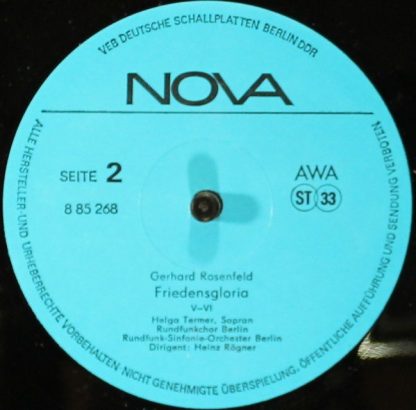 VEB DEUTSCHE SCHALLPLATTEN BERLIN DDR
NOVA
SEITE 2
8 85 268
AWA
ST 33
Gerhard Rosenfeld
Friedensgloria
V–VI
Helga Termer, Sopran
Rundfunkchor Berlin
Rundfunk-Sinfonie-Orchester Berlin
Dirigent: Heinz Rögner
ALLE HERSTELLER- UND URHEBERRECHTE VORBEHALTEN · NICHT GENEHMIGTE ÜBERSPIELUNG, ÖFFENTLICHE AUFFÜHRUNG UND SENDUNG VERBOTEN